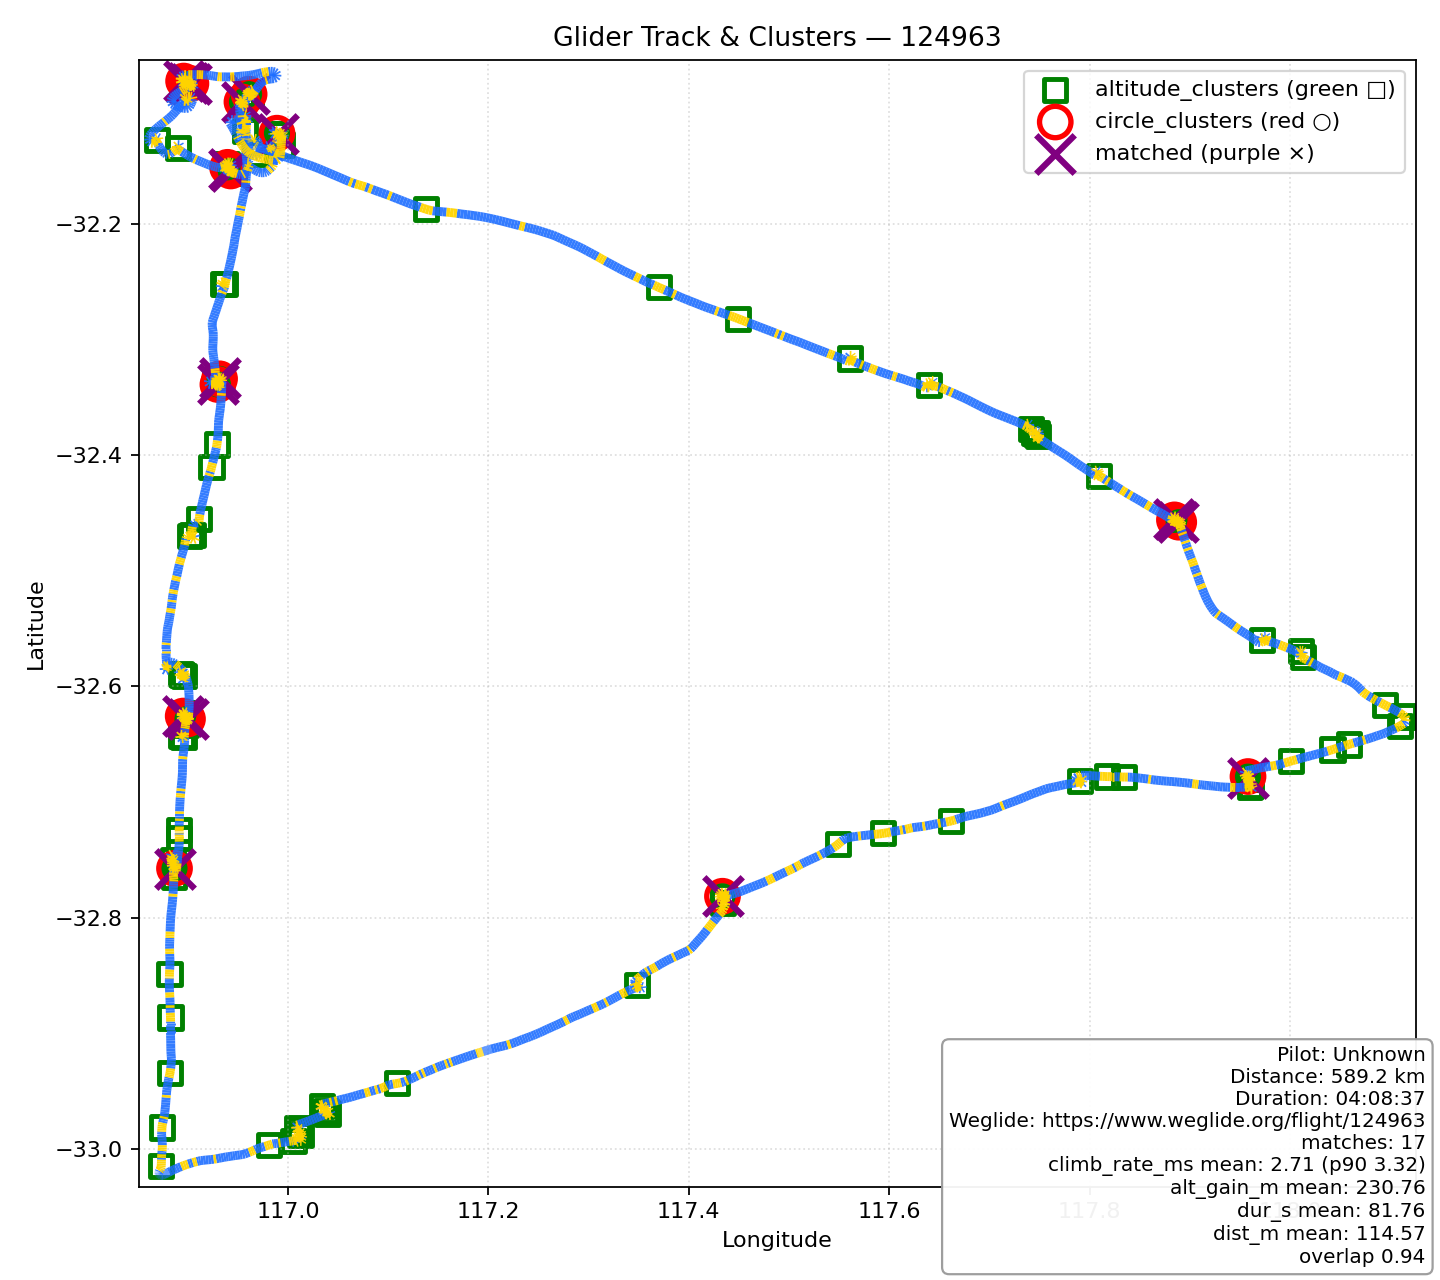 Glider Track & Clusters — 124963
altitude_clusters (green □)
circle_clusters (red ○)
matched (purple ×)
Latitude
−32.2
−32.4
−32.6
−32.8
−33.0
117.0
117.2
117.4
117.6
117.8
Longitude
Pilot: Unknown
Distance: 589.2 km
Duration: 04:08:37
Weglide: https://www.weglide.org/flight/124963
matches: 17
climb_rate_ms mean: 2.71 (p90 3.32)
alt_gain_m mean: 230.76
dur_s mean: 81.76
dist_m mean: 114.57
overlap 0.94